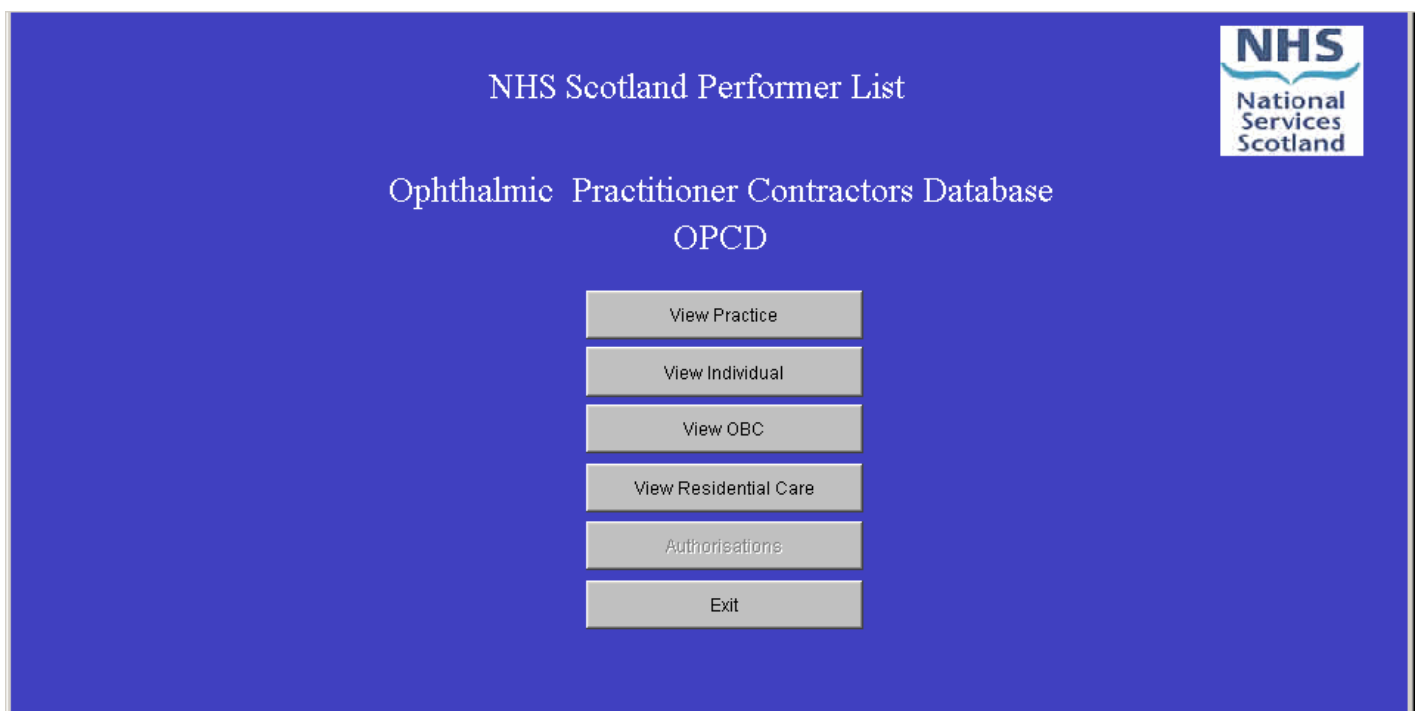 NHS Scotland Performer List
NHS
National
Services
Scotland
Ophthalmic  Practitioner Contractors Database
OPCD
View Practice
View Individual
View OBC
View Residential Care
Authorisations
Exit